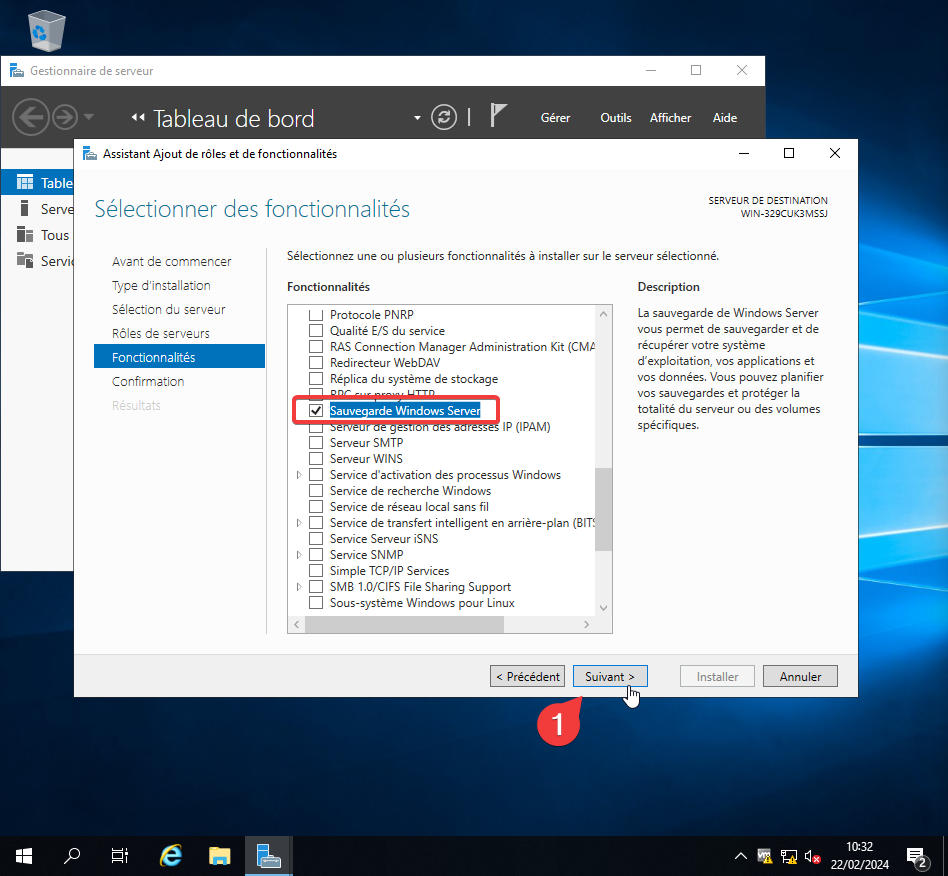 Gestionnaire de serveur
Tableau de bord
Gérer
Outils
Afficher
Aide
Assistant Ajout de rôles et de fonctionnalités
Table
Serve
Tous
Servic
Sélectionner des fonctionnalités
SERVEUR DE DESTINATION
WIN-329CUK3MSSJ
Avant de commencer
Type d'installation
Sélection du serveur
Rôles de serveurs
Fonctionnalités
Confirmation
Résultats
Sélectionnez une ou plusieurs fonctionnalités à installer sur le serveur sélectionné.
Fonctionnalités
Protocole PNRP
Qualité E/S du service
RAS Connection Manager Administration Kit (CMA
Redirecteur WebDAV
Réplica du système de stockage
RPC sur proxy HTTP
Sauvegarde Windows Server
Serveur de gestion des adresses IP (IPAM)
Serveur SMTP
Serveur WINS
Service d'activation des processus Windows
Service de recherche Windows
Service de réseau local sans fil
Service de transfert intelligent en arrière-plan (BITS
Service Serveur iSNS
Service SNMP
Simple TCP/IP Services
SMB 1.0/CIFS File Sharing Support
Sous-système Windows pour Linux
Description
La sauvegarde de Windows Server
vous permet de sauvegarder et de
récupérer votre système
d'exploitation, vos applications et
vos données. Vous pouvez planifier
vos sauvegardes et protéger la
totalité du serveur ou des volumes
spécifiques.
< Précédent
Suivant >
Installer
Annuler
1
10:32
22/02/2024
2